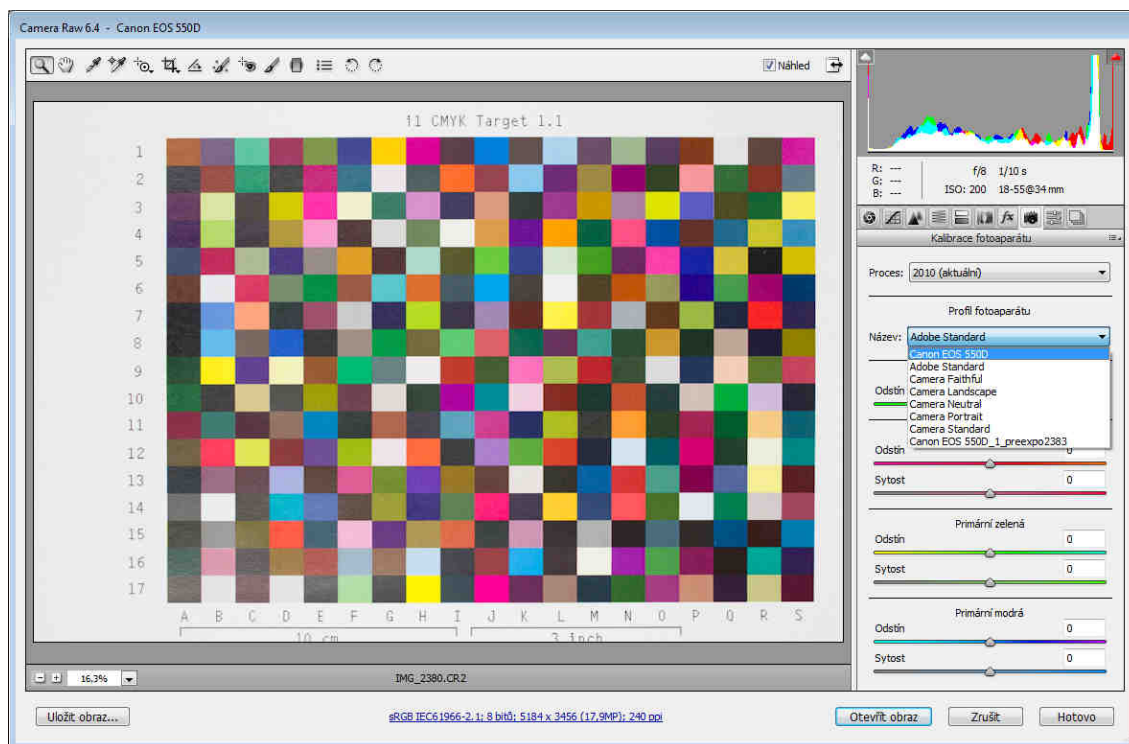 Camera Raw 6.4 - Canon EOS 550D
Náhled
i1 CMYK Target 1.1
1
2
3
4
5
6
7
8
9
10
11
12
13
14
15
16
17
A B C D E F G H I J K L M N O P Q R S
10 cm 3 inch
16,3%
IMG_2380.CR2
Uložit obraz...
sRGB IEC61966-2.1; 8 bitů; 5184 x 3456 (17,9MP); 240 ppi
R: ---
G: ---
B: ---
f/8 1/10 s
ISO: 200 18-55@34 mm
fx
Kalibrace fotoaparátu
Proces: 2010 (aktuální)
Profil fotoaparátu
Název: Adobe Standard
Canon EOS 550D
Adobe Standard
Camera Faithful
Camera Landscape
Camera Neutral
Camera Portrait
Camera Standard
Canon EOS 550D_1_preexpo2383
Odstín
Odstín 0
Sytost 0
Primární zelená
Odstín 0
Sytost 0
Primární modrá
Odstín 0
Sytost 0
Otevřít obraz Zrušit Hotovo